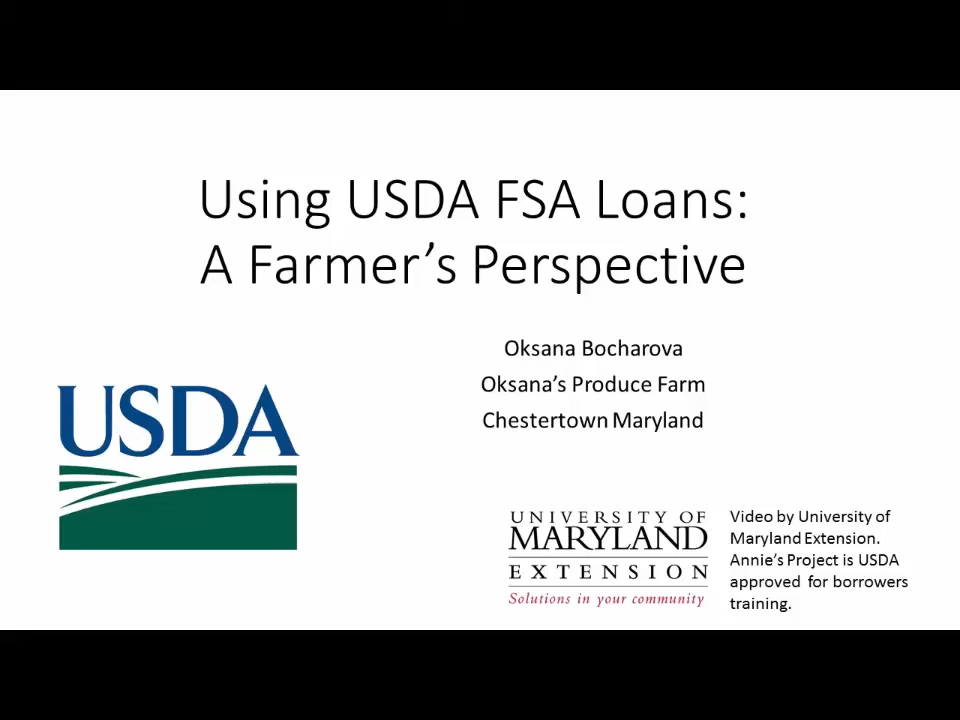 Using USDA FSA Loans:
A Farmer’s Perspective
Oksana Bocharova
Oksana’s Produce Farm
Chestertown Maryland
USDA
UNIVERSITY OF
MARYLAND
EXTENSION
Solutions in your community
Video by University of
Maryland Extension.
Annie’s Project is USDA
approved for borrowers
training.